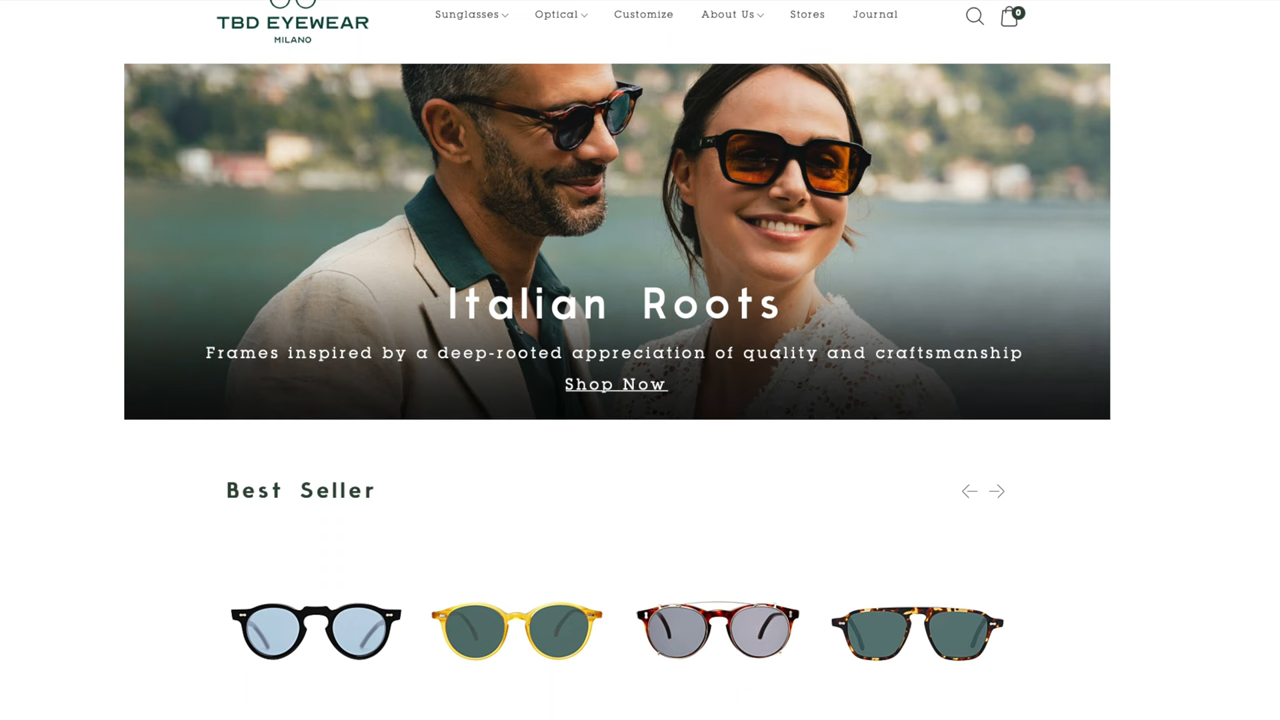 TBD EYEWEAR
MILANO
Sunglasses Optical Customize About Us Stores Journal
0
Italian Roots
Frames inspired by a deep-rooted appreciation of quality and craftsmanship
Shop Now
Best Seller